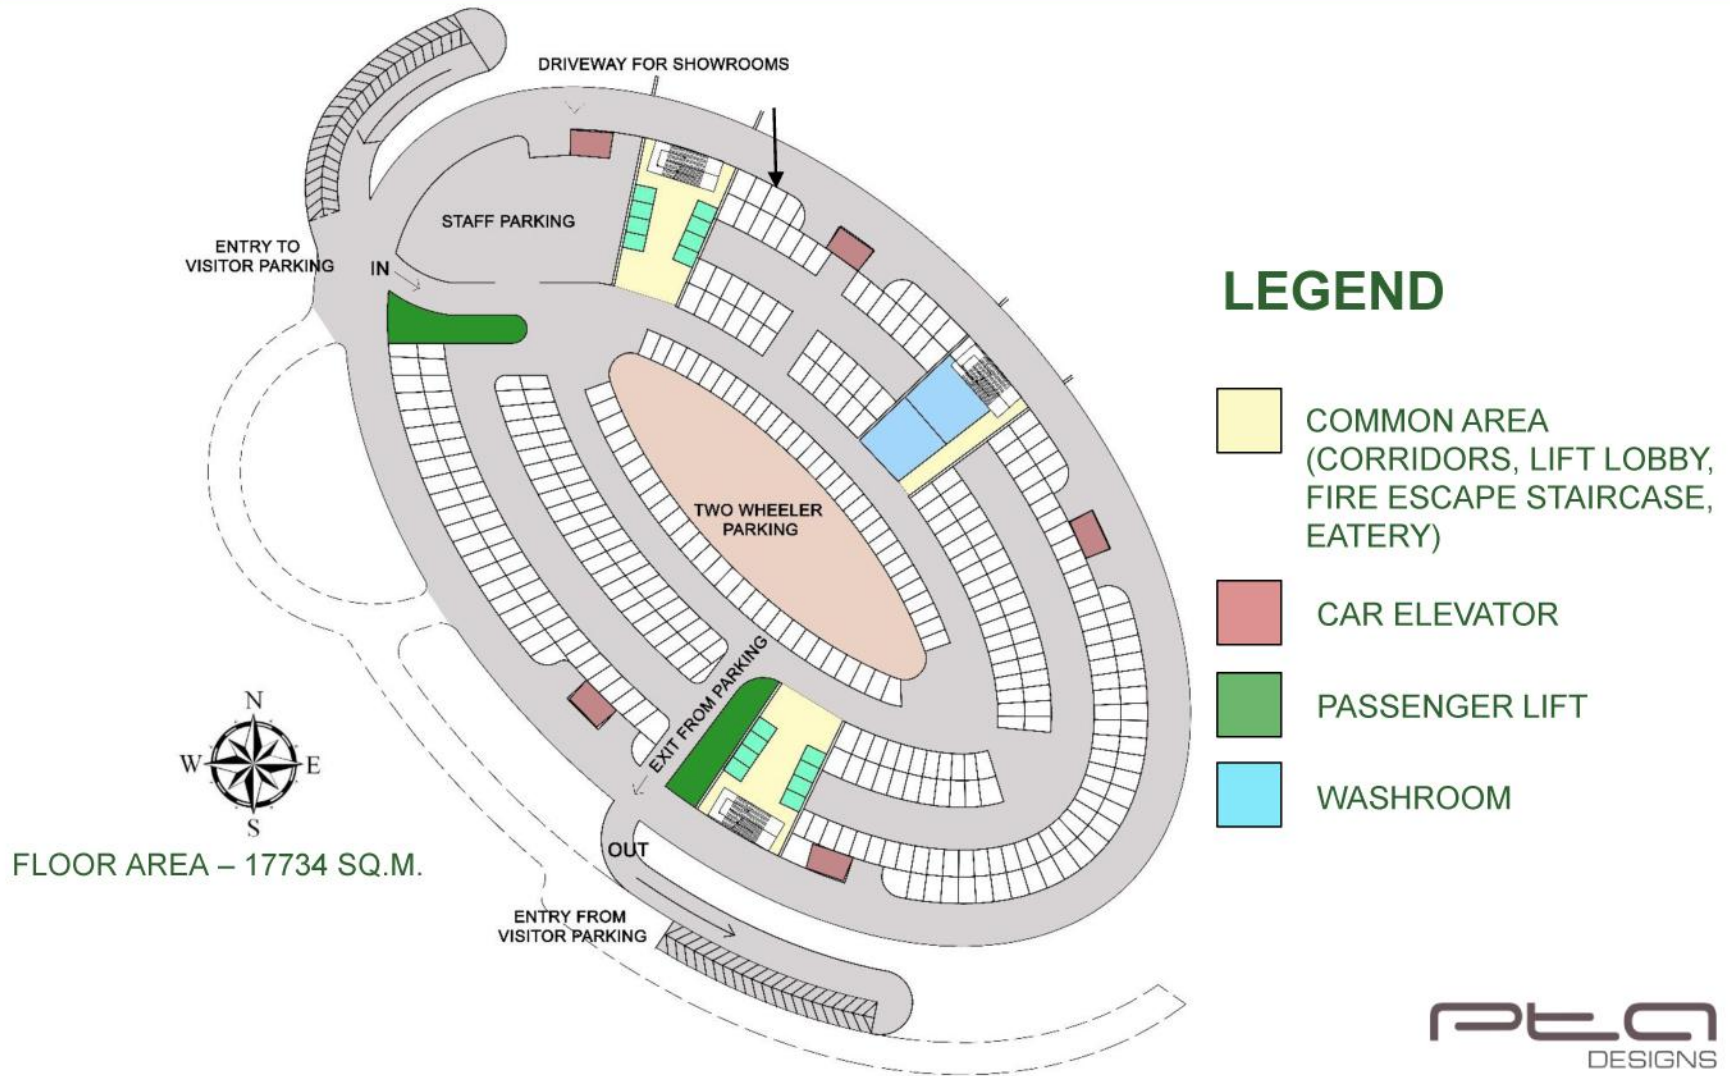 DRIVEWAY FOR SHOWROOMS
STAFF PARKING
ENTRY TO
VISITOR PARKING
IN
TWO WHEELER
PARKING
EXIT FROM PARKING
OUT
ENTRY FROM
VISITOR PARKING
N
W
E
S
FLOOR AREA – 17734 SQ.M.
LEGEND
COMMON AREA
(CORRIDORS, LIFT LOBBY,
FIRE ESCAPE STAIRCASE,
EATERY)
CAR ELEVATOR
PASSENGER LIFT
WASHROOM
pta
DESIGNS